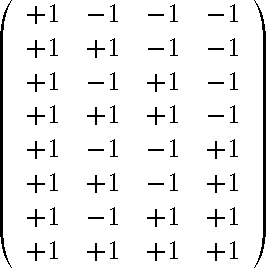 +1 −1 −1 −1
+1 +1 −1 −1
+1 −1 +1 −1
+1 +1 +1 −1
+1 −1 −1 +1
+1 +1 −1 +1
+1 −1 +1 +1
+1 +1 +1 +1